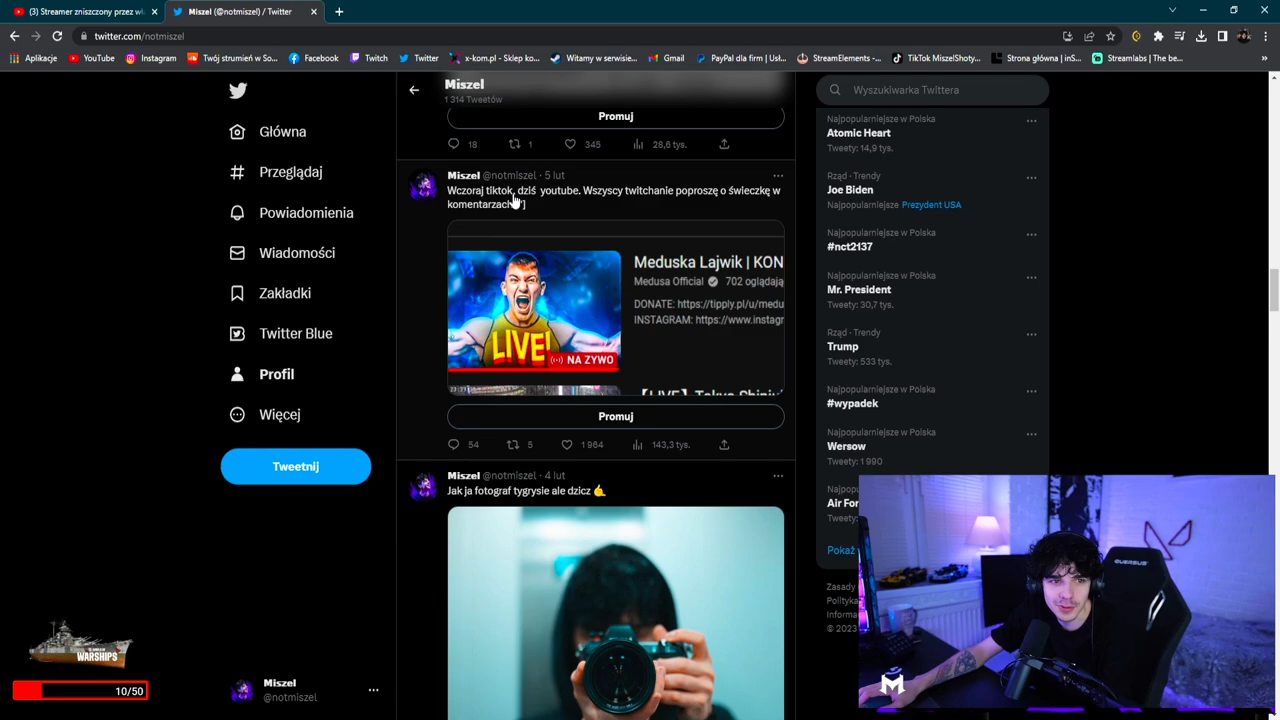 (3) Streamer zniszczony przez wi
Miszel (@notmiszel) / Twitter
twitter.com/notmiszel
Aplikacje
YouTube
Instagram
Twój strumień w So...
Facebook
Twitch
Twitter
x-kom.pl - Sklep ko...
Witamy w serwisie...
Gmail
PayPal dla firm | Usł...
StreamElements -...
TikTok MiszelShoty...
Strona główna | inS...
Streamlabs | The be...
Główna
Przeglądaj
Powiadomienia
Wiadomości
Zakładki
Twitter Blue
Profil
Więcej
Tweetnij
Miszel
@notmiszel
WARSHIPS
10/50
Miszel
1 314 Tweetów
Promuj
18
1
345
28,6 tys.
Miszel @notmiszel · 5 lut
Wczoraj tiktok, dziś youtube. Wszyscy twitchanie poproszę o świeczkę w
komentarzach
LIVE!
NA ŻYWO
Meduska Lajwik | KON
Medusa Official 702 oglądają
DONATE: https://tipply.pl/u/medu
INSTAGRAM: https://www.instagr
Promuj
54
5
1 964
143,3 tys.
Miszel @notmiszel · 4 lut
Jak ja fotograf tygrysie ale dzicz 🤙
Wyszukiwarka Twittera
Najpopularniejsze w Polska
Atomic Heart
Tweety: 14,9 tys.
Rząd · Trendy
Joe Biden
Najpopularniejsze Prezydent USA
Najpopularniejsze w Polska
#nct2137
Najpopularniejsze w Polska
Mr. President
Tweety: 30,7 tys.
Rząd · Trendy
Trump
Tweety: 533 tys.
Najpopularniejsze w Polska
#wypadek
Najpopularniejsze w Polska
Wersow
Tweety: 1 990
Najpop
Air For
Tweety:
Pokaż
Zasady
Polityka
Informa
© 2023